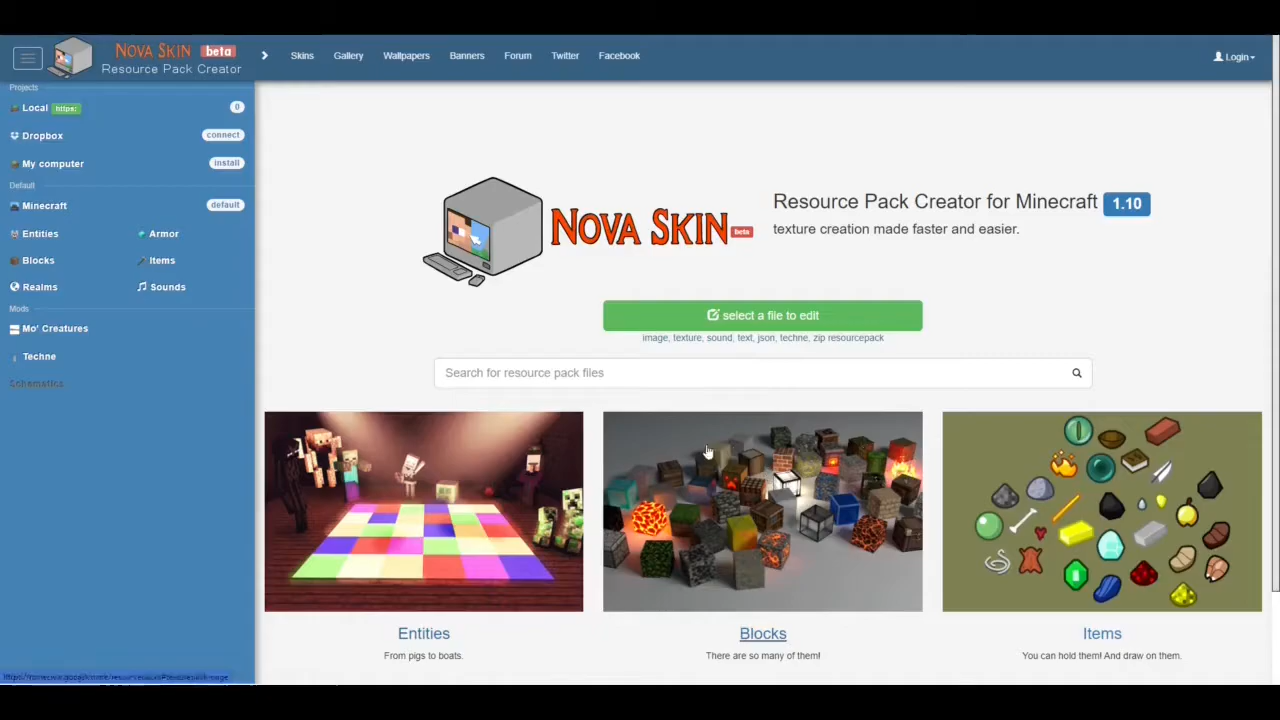 NOVA SKIN beta
Resource Pack Creator
Skins
Gallery
Wallpapers
Banners
Forum
Twitter
Facebook
Login
Projects
Local https:
0
Dropbox
connect
My computer
install
Default
Minecraft
default
Entities
Armor
Blocks
Items
Realms
Sounds
Mods
Mo' Creatures
Techne
Schematics
NOVA SKIN beta
Resource Pack Creator for Minecraft 1.10
texture creation made faster and easier.
select a file to edit
image, texture, sound, text, json, techne, zip resourcepack
Search for resource pack files
Entities
From pigs to boats.
Blocks
There are so many of them!
Items
You can hold them! And draw on them.